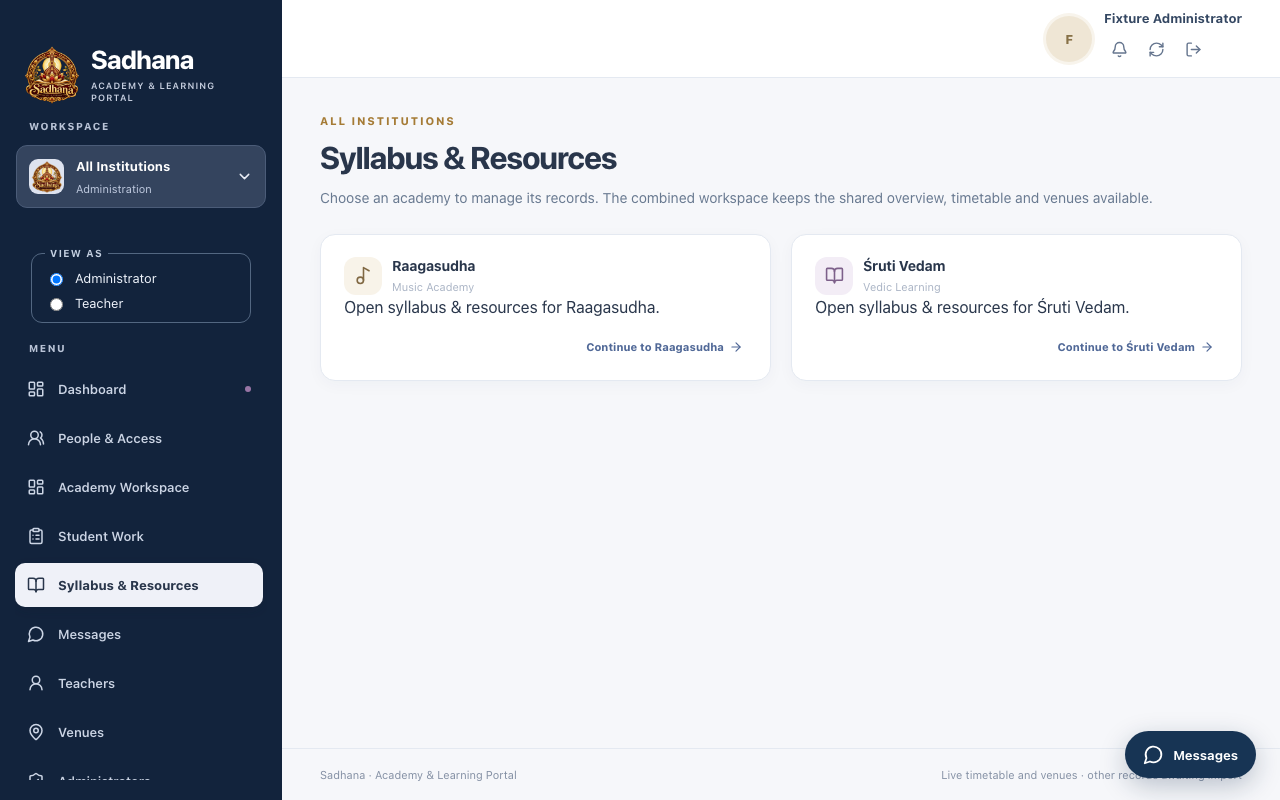 Sadhana
ACADEMY & LEARNING
PORTAL
WORKSPACE
All Institutions
Administration
VIEW AS
Administrator
Teacher
MENU
Dashboard
People & Access
Academy Workspace
Student Work
Syllabus & Resources
Messages
Teachers
Venues
Administrators
F
Fixture Administrator
ALL INSTITUTIONS
Syllabus & Resources
Choose an academy to manage its records. The combined workspace keeps the shared overview, timetable and venues available.
Raagasudha
Music Academy
Open syllabus & resources for Raagasudha.
Continue to Raagasudha
Śruti Vedam
Vedic Learning
Open syllabus & resources for Śruti Vedam.
Continue to Śruti Vedam
Sadhana · Academy & Learning Portal
Live timetable and venues · other records awaiting import
Messages